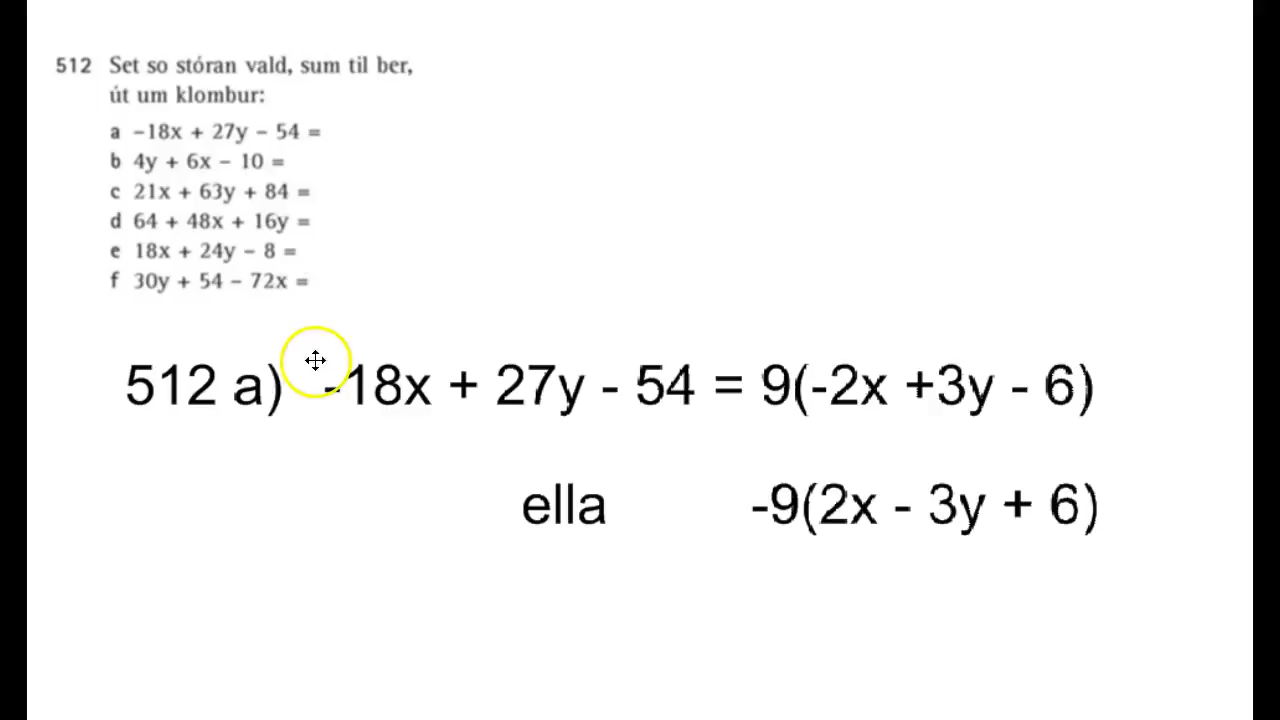 512 Set so stóran vald, sum til ber,
út um klombur:
a -18x + 27y - 54 =
b 4y + 6x - 10 =
c 21x + 63y + 84 =
d 64 + 48x + 16y =
e 18x + 24y - 8 =
f 30y + 54 - 72x =
512 a) -18x + 27y - 54 = 9(-2x +3y - 6)
ella -9(2x - 3y + 6)